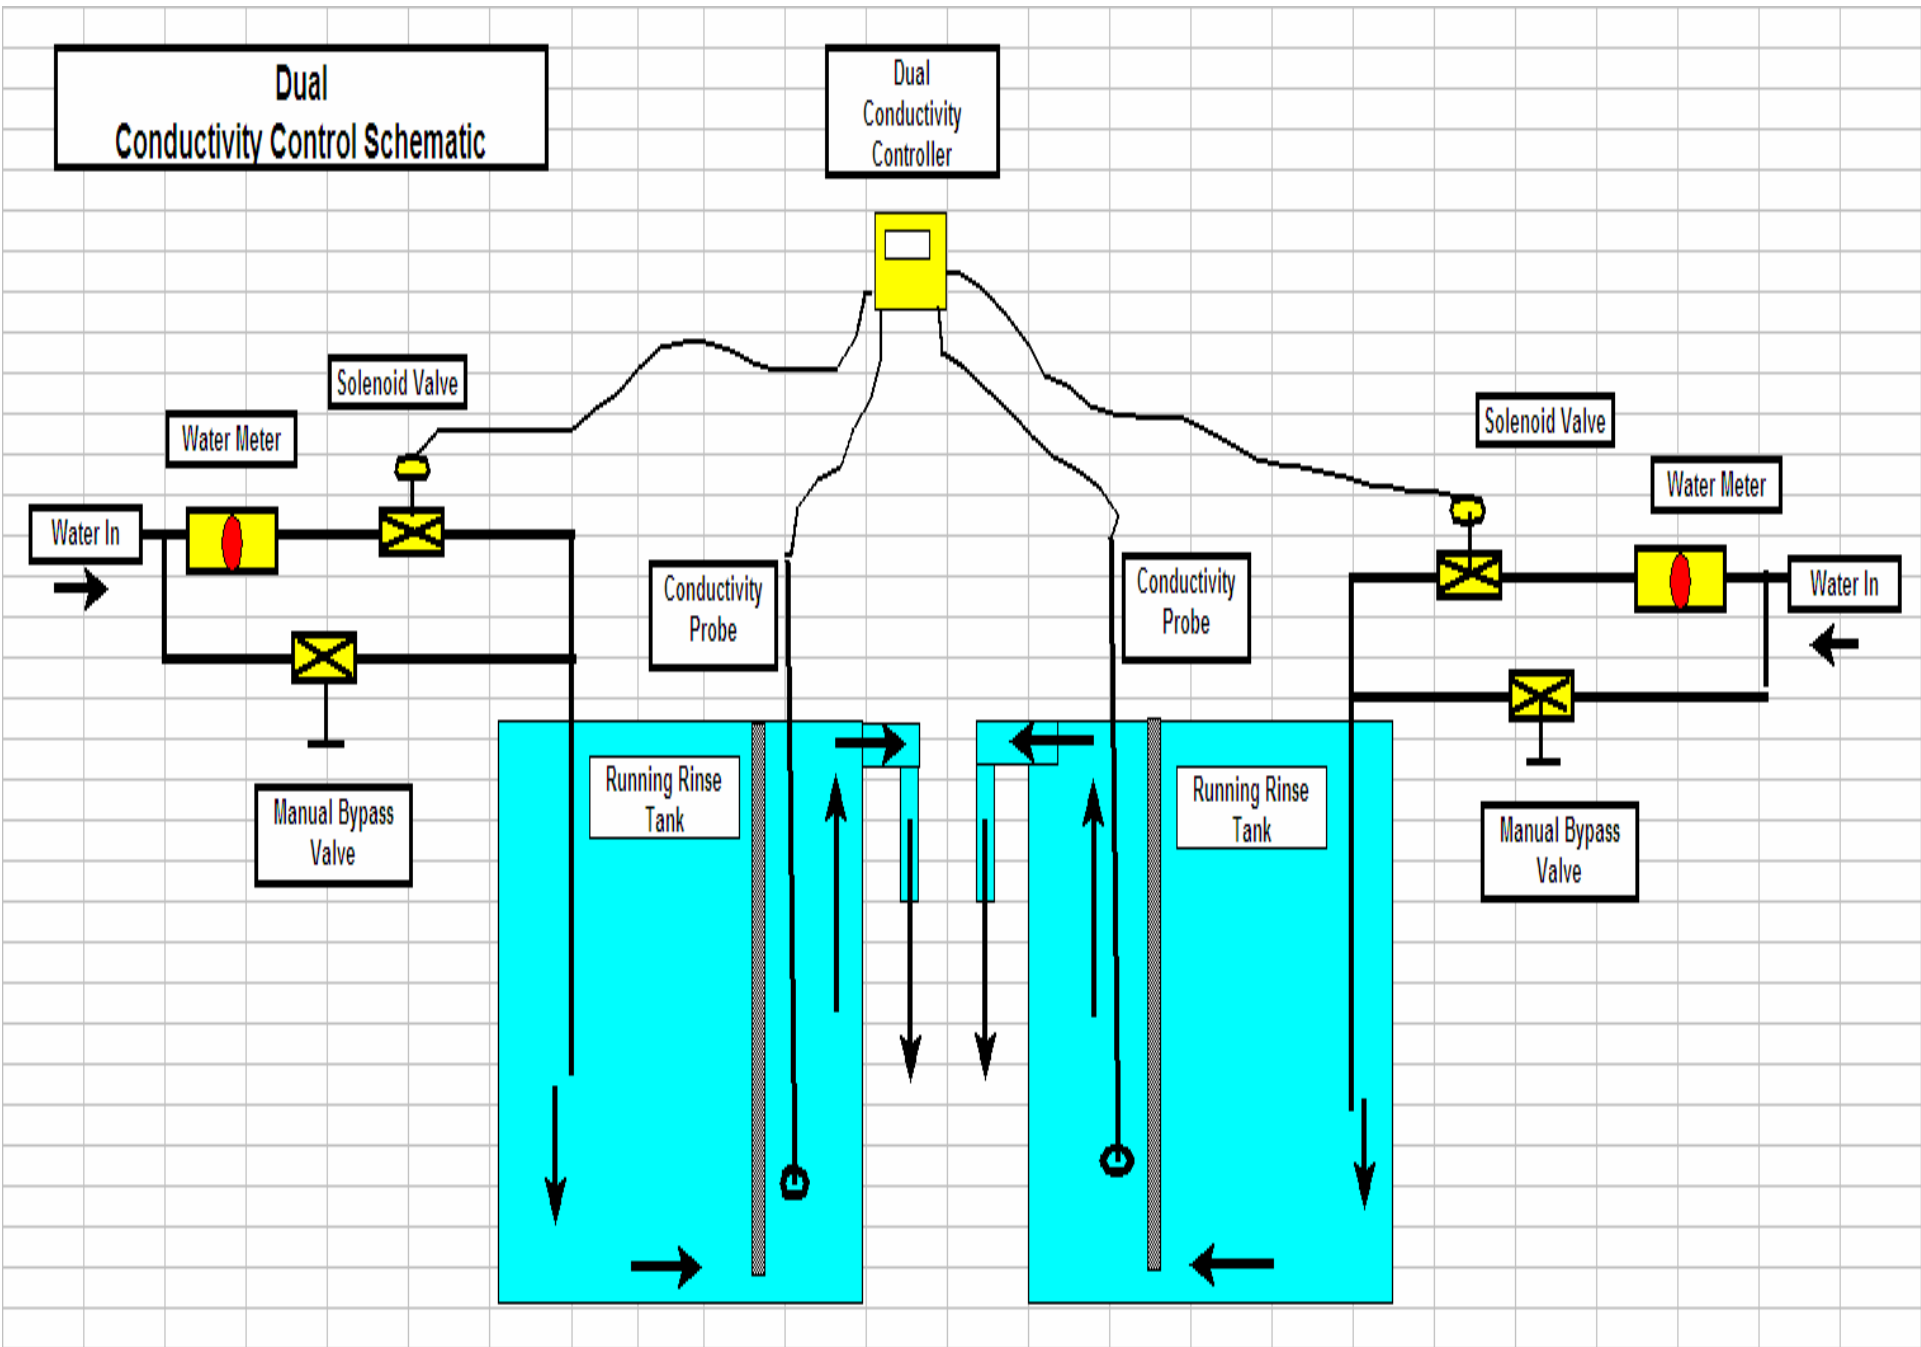 Dual
Conductivity Control Schematic
Dual
Conductivity
Controller
Solenoid Valve
Water Meter
Water In
Manual Bypass
Valve
Conductivity
Probe
Running Rinse
Tank
Conductivity
Probe
Running Rinse
Tank
Solenoid Valve
Water Meter
Water In
Manual Bypass
Valve